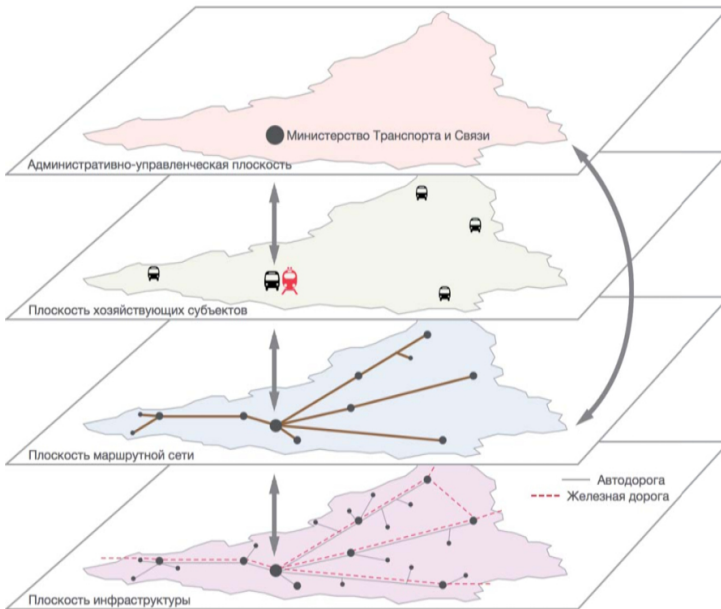 Министерство Транспорта и Связи
Административно-управленческая плоскость
Плоскость хозяйствующих субъектов
Плоскость маршрутной сети
Автодорога
Железная дорога
Плоскость инфраструктуры